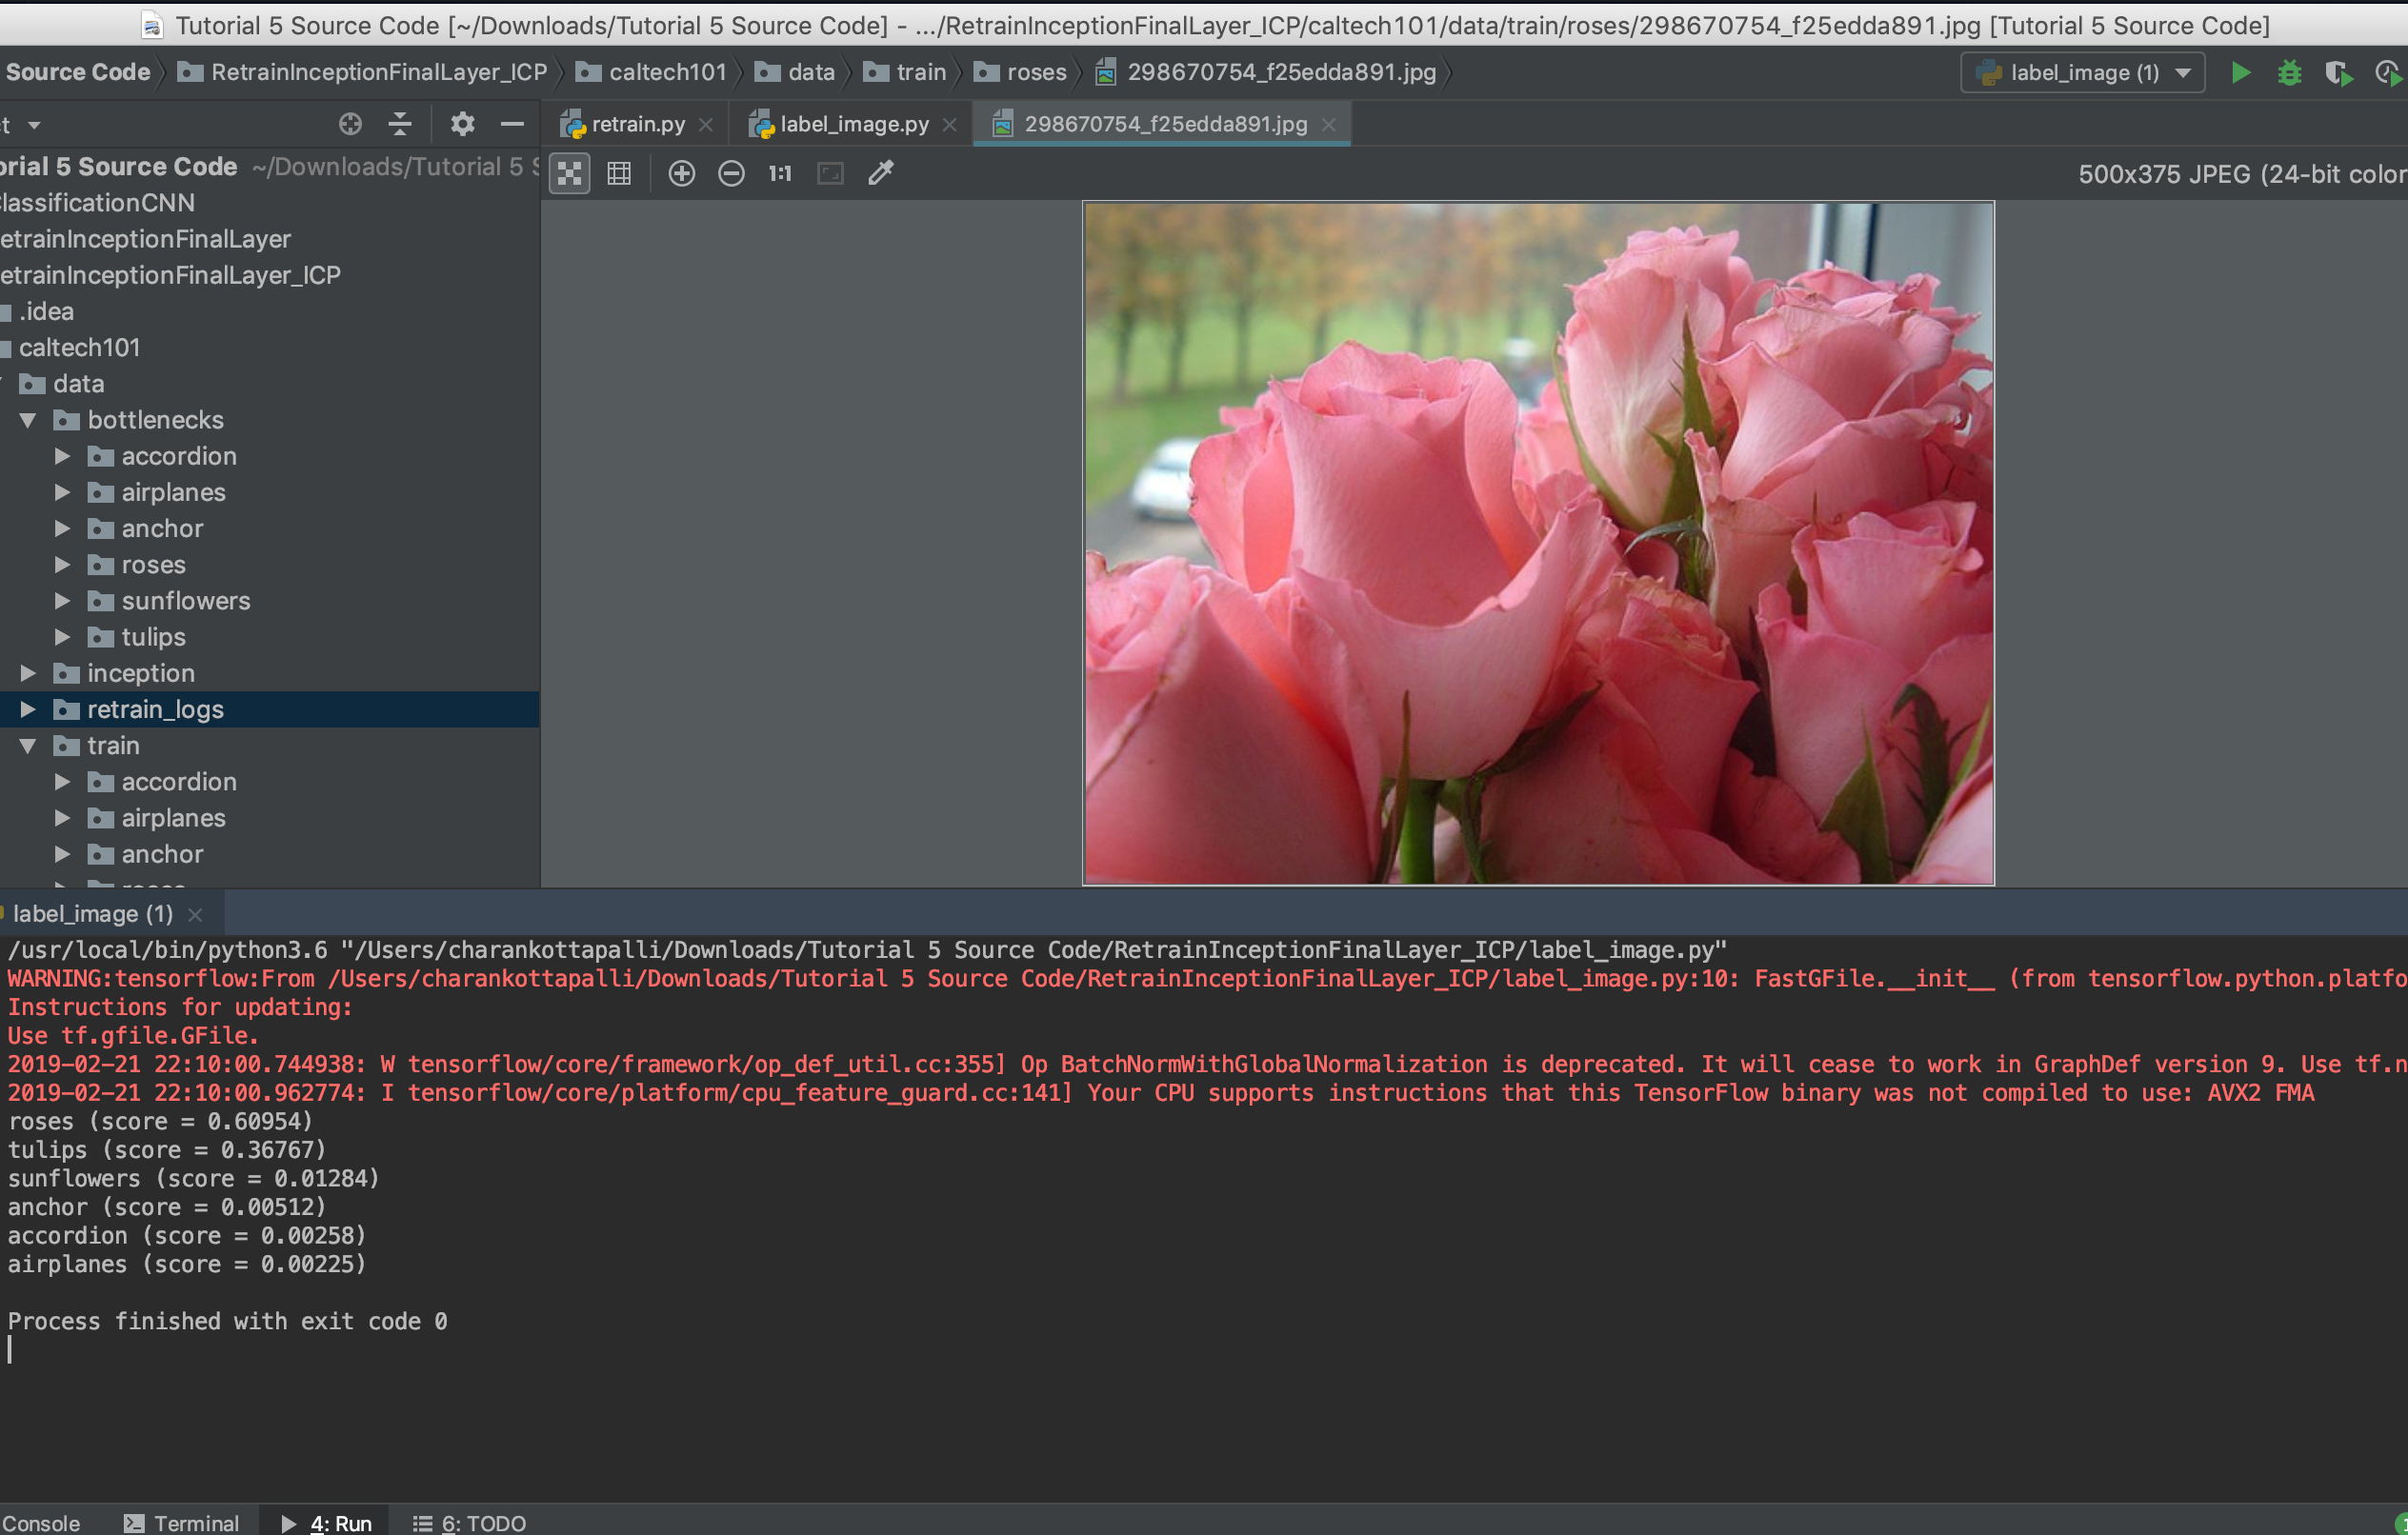 Tutorial 5 Source Code [~/Downloads/Tutorial 5 Source Code] - .../RetrainInceptionFinalLayer_ICP/caltech101/data/train/roses/298670754_f25edda891.jpg [Tutorial 5 Source Code]
Source Code RetrainInceptionFinalLayer_ICP caltech101 data train roses 298670754_f25edda891.jpg label_image (1)
t retrain.py label_image.py 298670754_f25edda891.jpg
1:1 500x375 JPEG (24-bit color
orial 5 Source Code ~/Downloads/Tutorial 5 S
lassificationCNN
etrainInceptionFinalLayer
etrainInceptionFinalLayer_ICP
.idea
caltech101
data
bottlenecks
accordion
airplanes
anchor
roses
sunflowers
tulips
inception
retrain_logs
train
accordion
airplanes
anchor
label_image (1)
/usr/local/bin/python3.6 "/Users/charankottapalli/Downloads/Tutorial 5 Source Code/RetrainInceptionFinalLayer_ICP/label_image.py"
WARNING:tensorflow:From /Users/charankottapalli/Downloads/Tutorial 5 Source Code/RetrainInceptionFinalLayer_ICP/label_image.py:10: FastGFile.__init__ (from tensorflow.python.platfo
Instructions for updating:
Use tf.gfile.GFile.
2019-02-21 22:10:00.744938: W tensorflow/core/framework/op_def_util.cc:355] Op BatchNormWithGlobalNormalization is deprecated. It will cease to work in GraphDef version 9. Use tf.n
2019-02-21 22:10:00.962774: I tensorflow/core/platform/cpu_feature_guard.cc:141] Your CPU supports instructions that this TensorFlow binary was not compiled to use: AVX2 FMA
roses (score = 0.60954)
tulips (score = 0.36767)
sunflowers (score = 0.01284)
anchor (score = 0.00512)
accordion (score = 0.00258)
airplanes (score = 0.00225)
Process finished with exit code 0
Console Terminal 4: Run 6: TODO